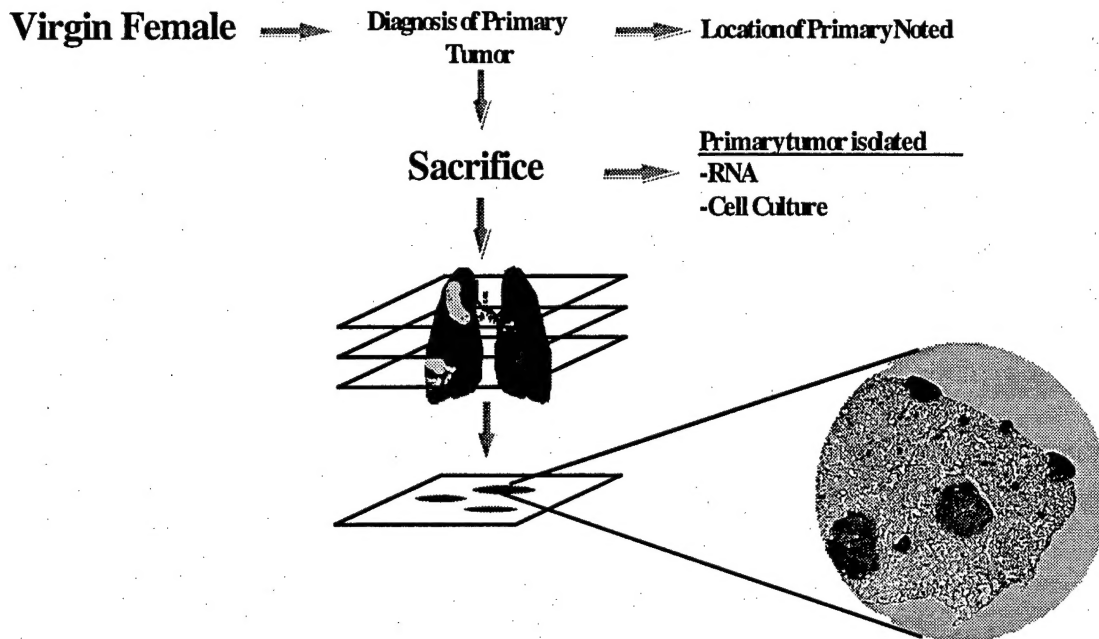 Virgin Female
Diagnosis of Primary
Tumor
Location of Primary Noted
Sacrifice
Primary tumor isolated
-RNA
-Cell Culture